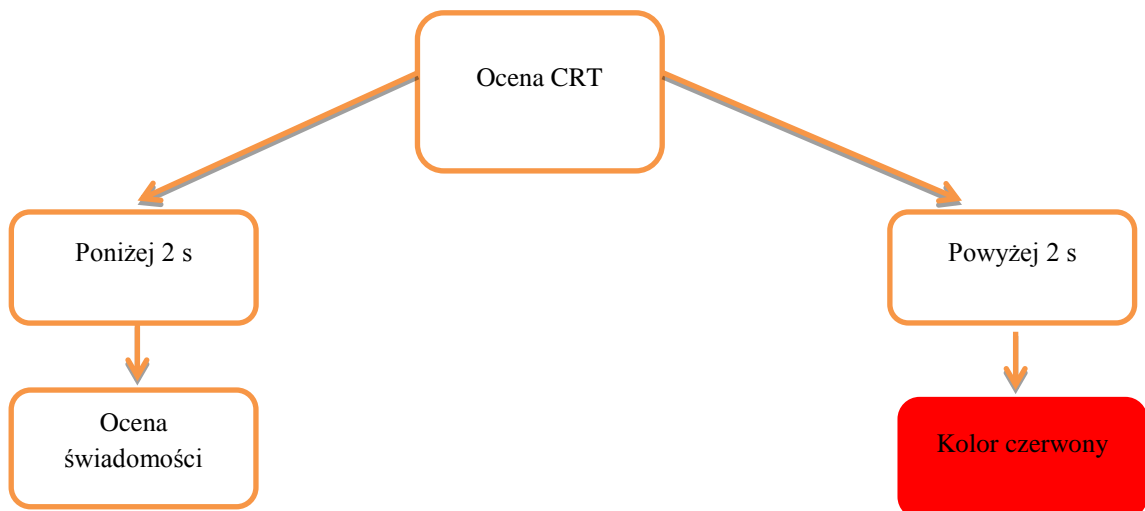 Ocena CRT
Poniżej 2 s
Powyżej 2 s
Ocena
świadomości
Kolor czerwony